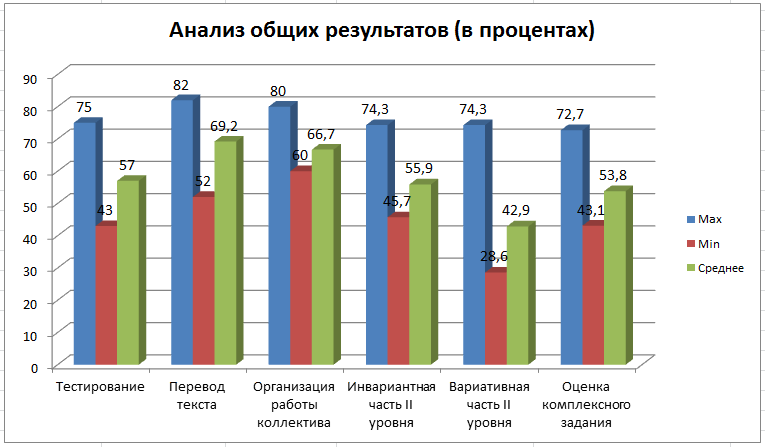 Анализ общих результатов (в процентах)
90
80
70
60
50
40
30
20
10
0
75
43
57
82
52
69,2
80
60
66,7
74,3
45,7
55,9
74,3
28,6
42,9
72,7
43,1
53,8
Тестирование
Перевод
текста
Организация
работы
коллектива
Инвариантная
часть II
уровня
Вариативная
часть II
уровня
Оценка
комплексного
задания
Max
Min
Среднее